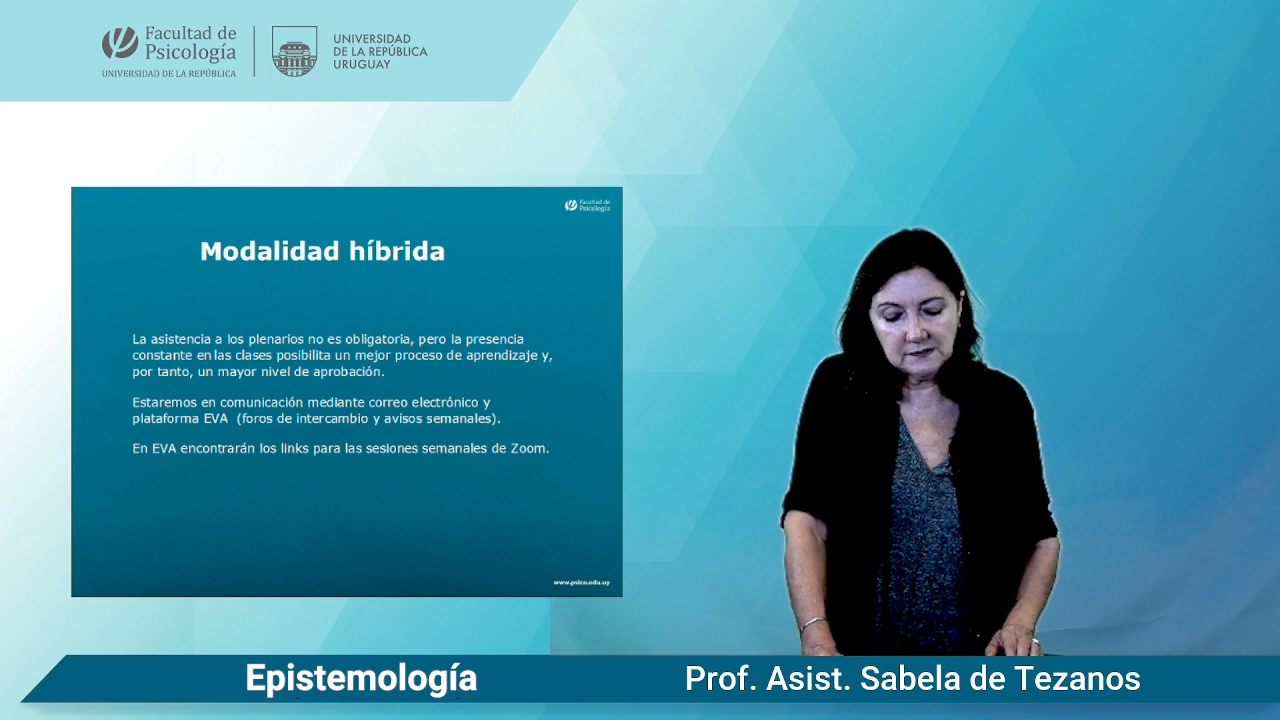 Facultad de
Psicología
UNIVERSIDAD DE LA REPÚBLICA
UNIVERSIDAD
DE LA REPÚBLICA
URUGUAY
Facultad de
Psicología
Modalidad híbrida
La asistencia a los plenarios no es obligatoria, pero la presencia
constante en las clases posibilita un mejor proceso de aprendizaje y,
por tanto, un mayor nivel de aprobación.
Estaremos en comunicación mediante correo electrónico y
plataforma EVA (foros de intercambio y avisos semanales).
En EVA encontrarán los links para las sesiones semanales de Zoom.
www.psico.edu.uy
Epistemología
Prof. Asist. Sabela de Tezanos